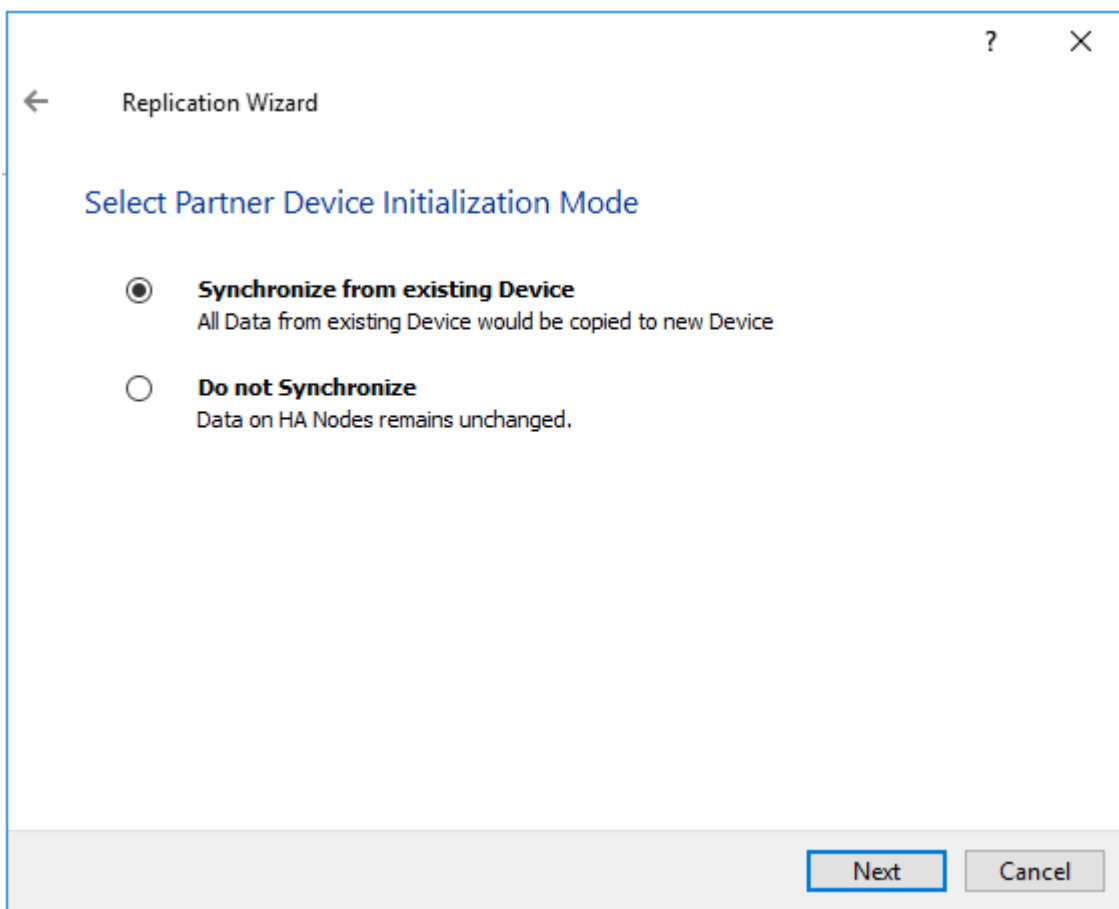 ?
Replication Wizard
Select Partner Device Initialization Mode
Synchronize from existing Device
All Data from existing Device would be copied to new Device
Do not Synchronize
Data on HA Nodes remains unchanged.
Next Cancel